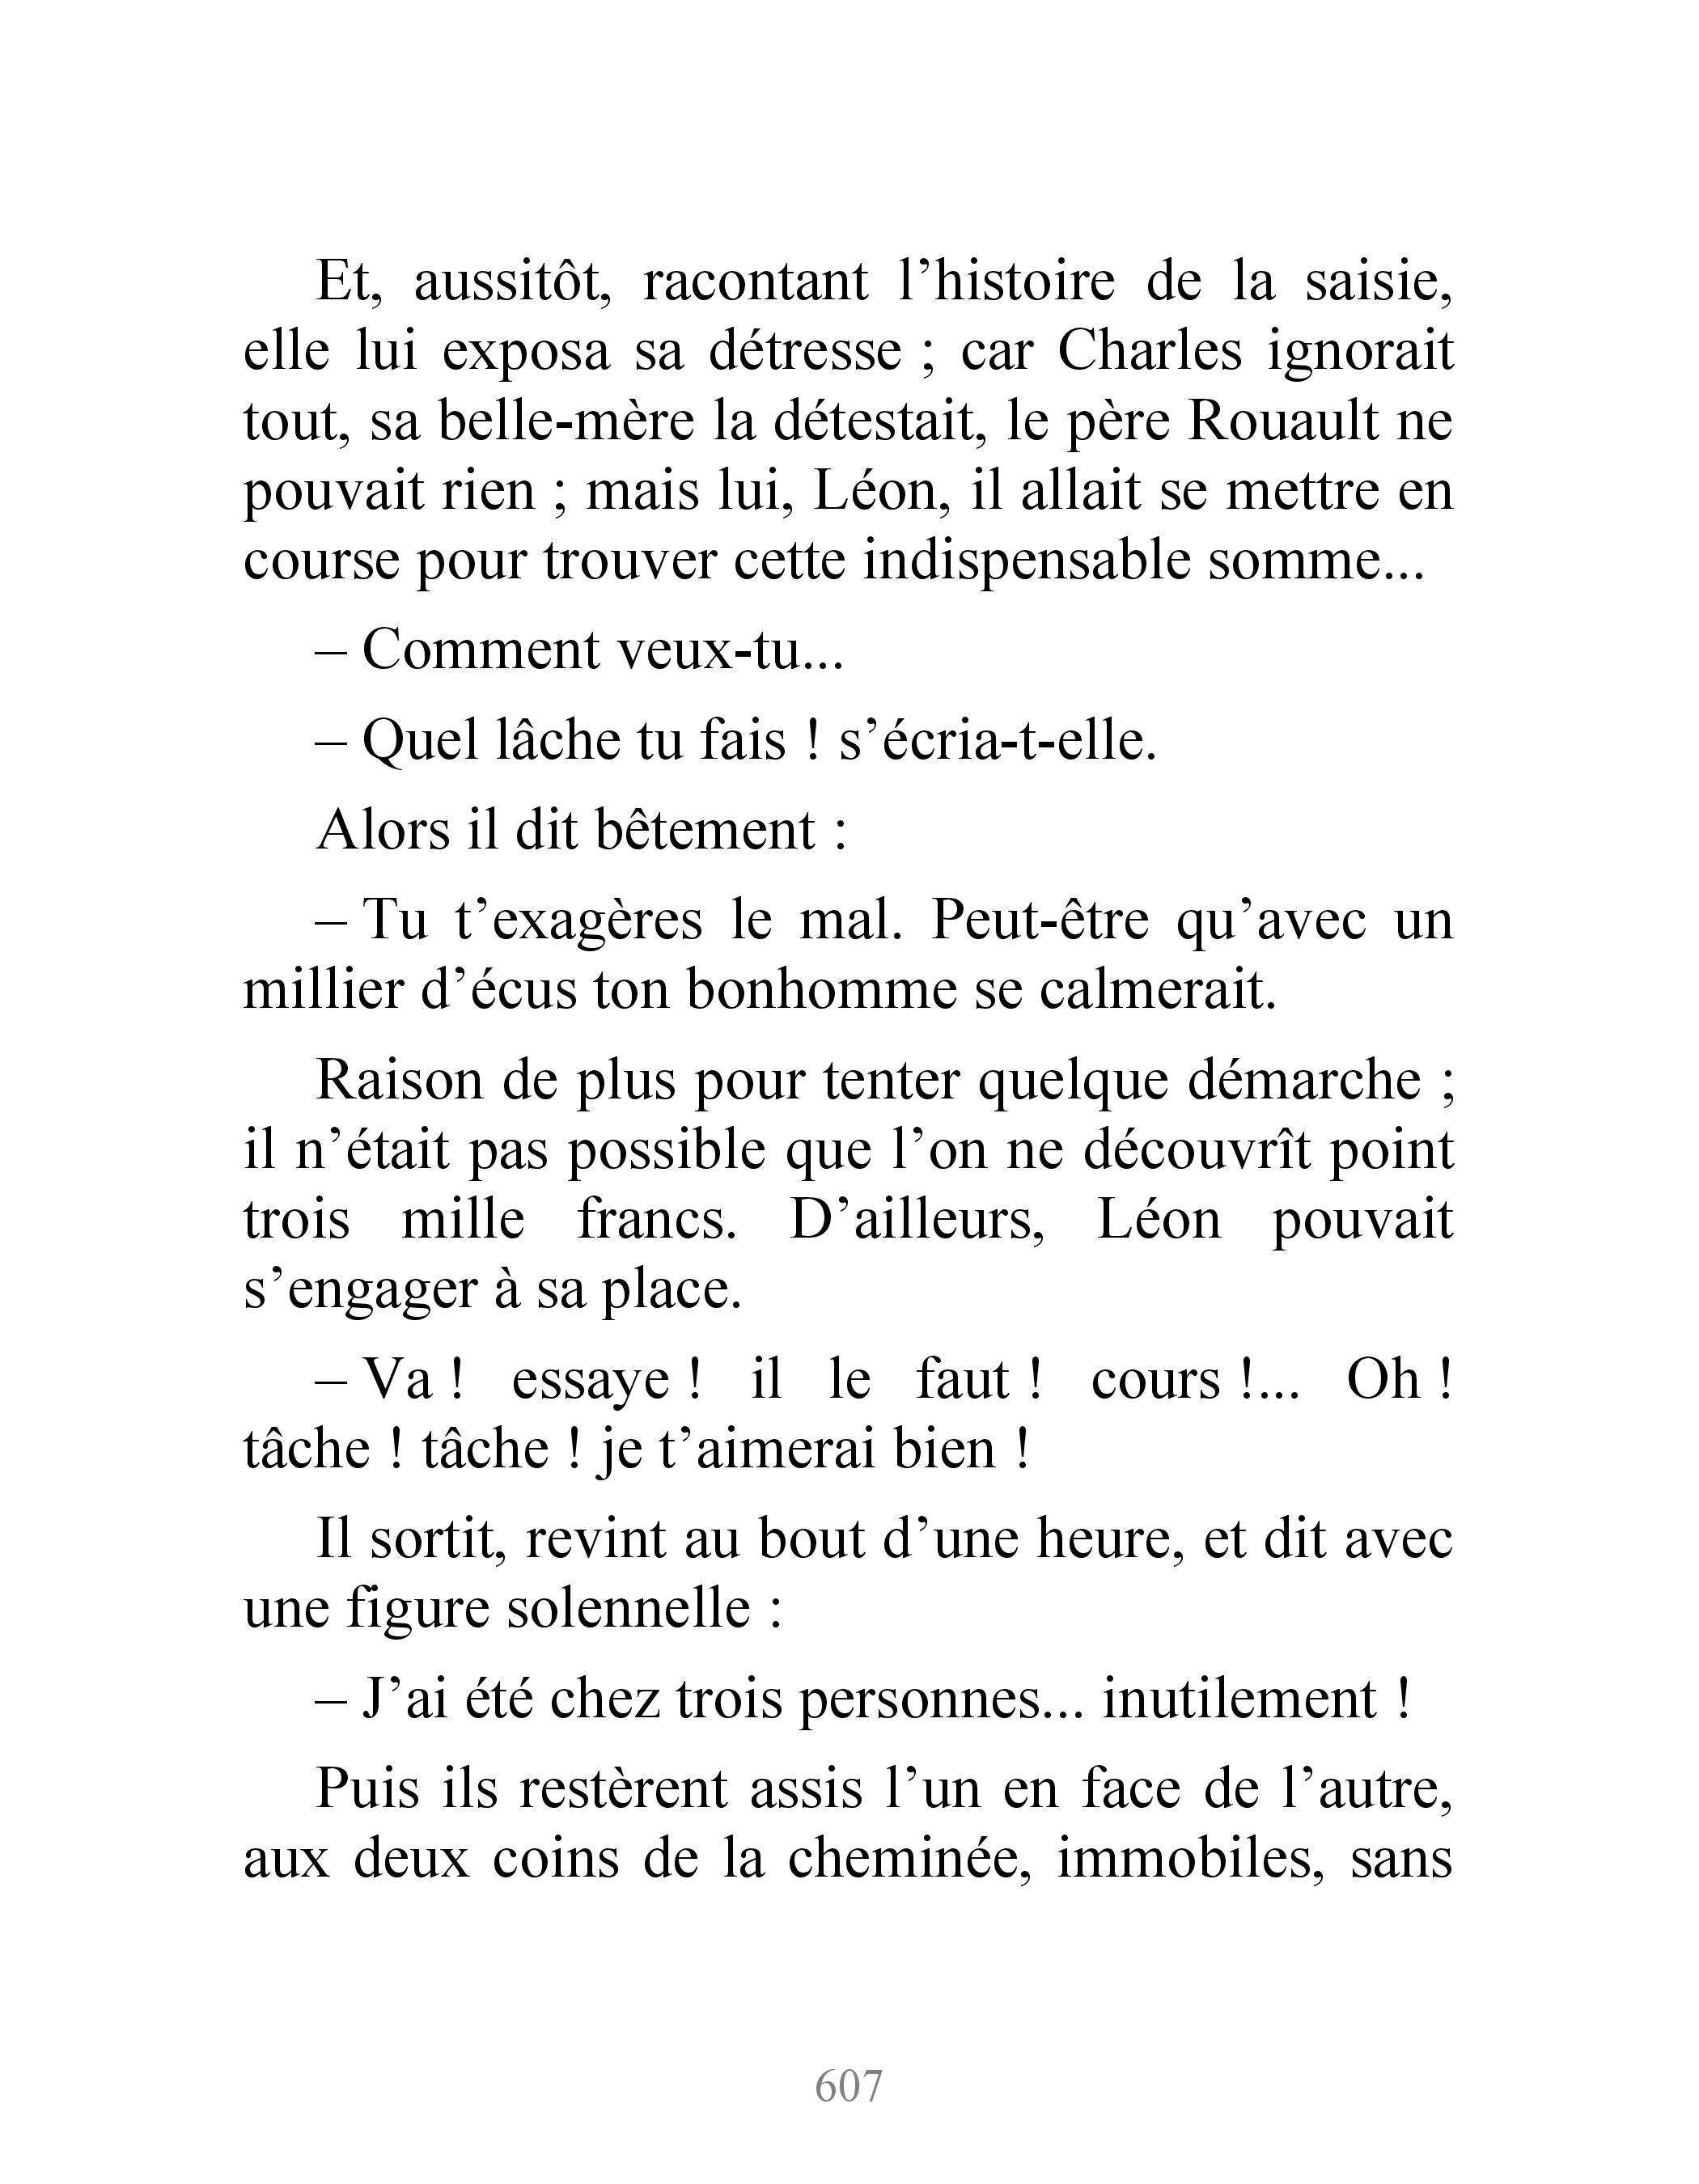 Et, aussitôt, racontant l’histoire de la saisie,
elle lui exposa sa détresse ; car Charles ignorait
tout, sa belle-mère la détestait, le père Rouault ne
pouvait rien ; mais lui, Léon, il allait se mettre en
course pour trouver cette indispensable somme...
– Comment veux-tu...
– Quel lâche tu fais ! s’écria-t-elle.
Alors il dit bêtement :
– Tu t’exagères le mal. Peut-être qu’avec un
millier d’écus ton bonhomme se calmerait.
Raison de plus pour tenter quelque démarche ;
il n’était pas possible que l’on ne découvrît point
trois mille francs. D’ailleurs, Léon pouvait
s’engager à sa place.
– Va ! essaye ! il le faut ! cours !... Oh !
tâche ! tâche ! je t’aimerai bien !
Il sortit, revint au bout d’une heure, et dit avec
une figure solennelle :
– J’ai été chez trois personnes... inutilement !
Puis ils restèrent assis l’un en face de l’autre,
aux deux coins de la cheminée, immobiles, sans
607